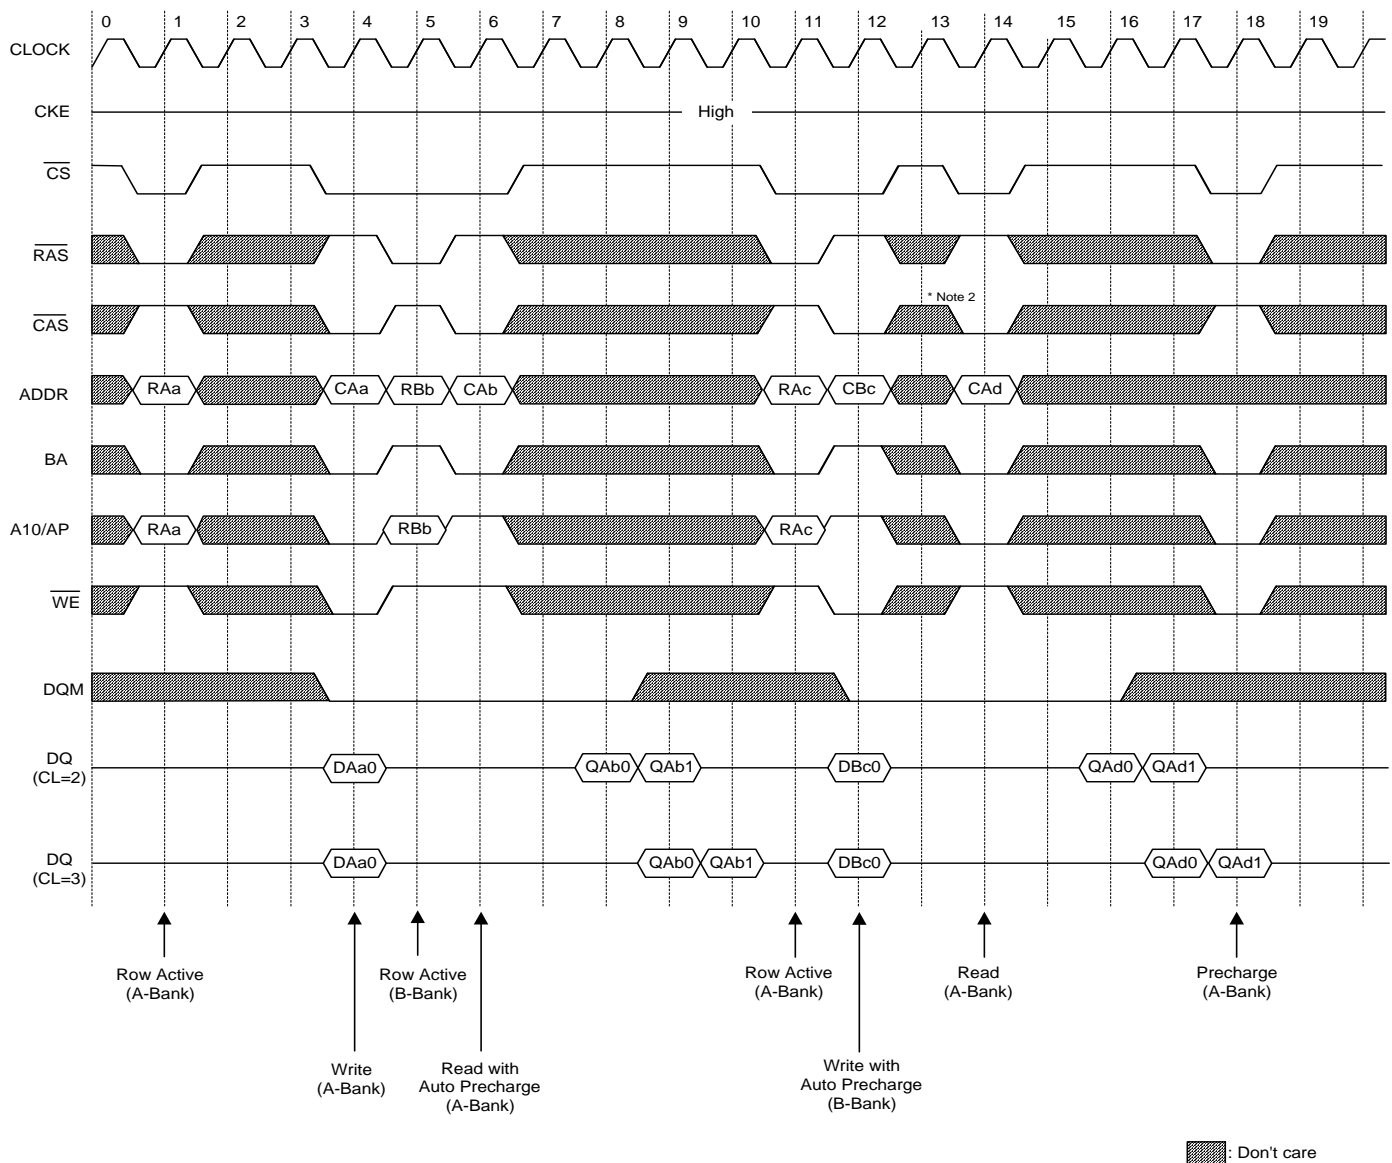 0 1 2 3 4 5 6 7 8 9 10 11 12 13 14 15 16 17 18 19
CLOCK
CKE High
CS
RAS
CAS * Note 2
ADDR RAa CAa RBb CAb RAc CBc CAd
BA
A10/AP RAa RBb RAc
WE
DQM
DQ
(CL=2) DAa0 QAb0 QAb1 DBc0 QAd0 QAd1
DQ
(CL=3) DAa0 QAb0 QAb1 DBc0 QAd0 QAd1
Row Active
(A-Bank)
Row Active
(B-Bank)
Row Active
(A-Bank)
Read
(A-Bank)
Precharge
(A-Bank)
Write
(A-Bank)
Read with
Auto Precharge
(A-Bank)
Write with
Auto Precharge
(B-Bank)
: Don't care